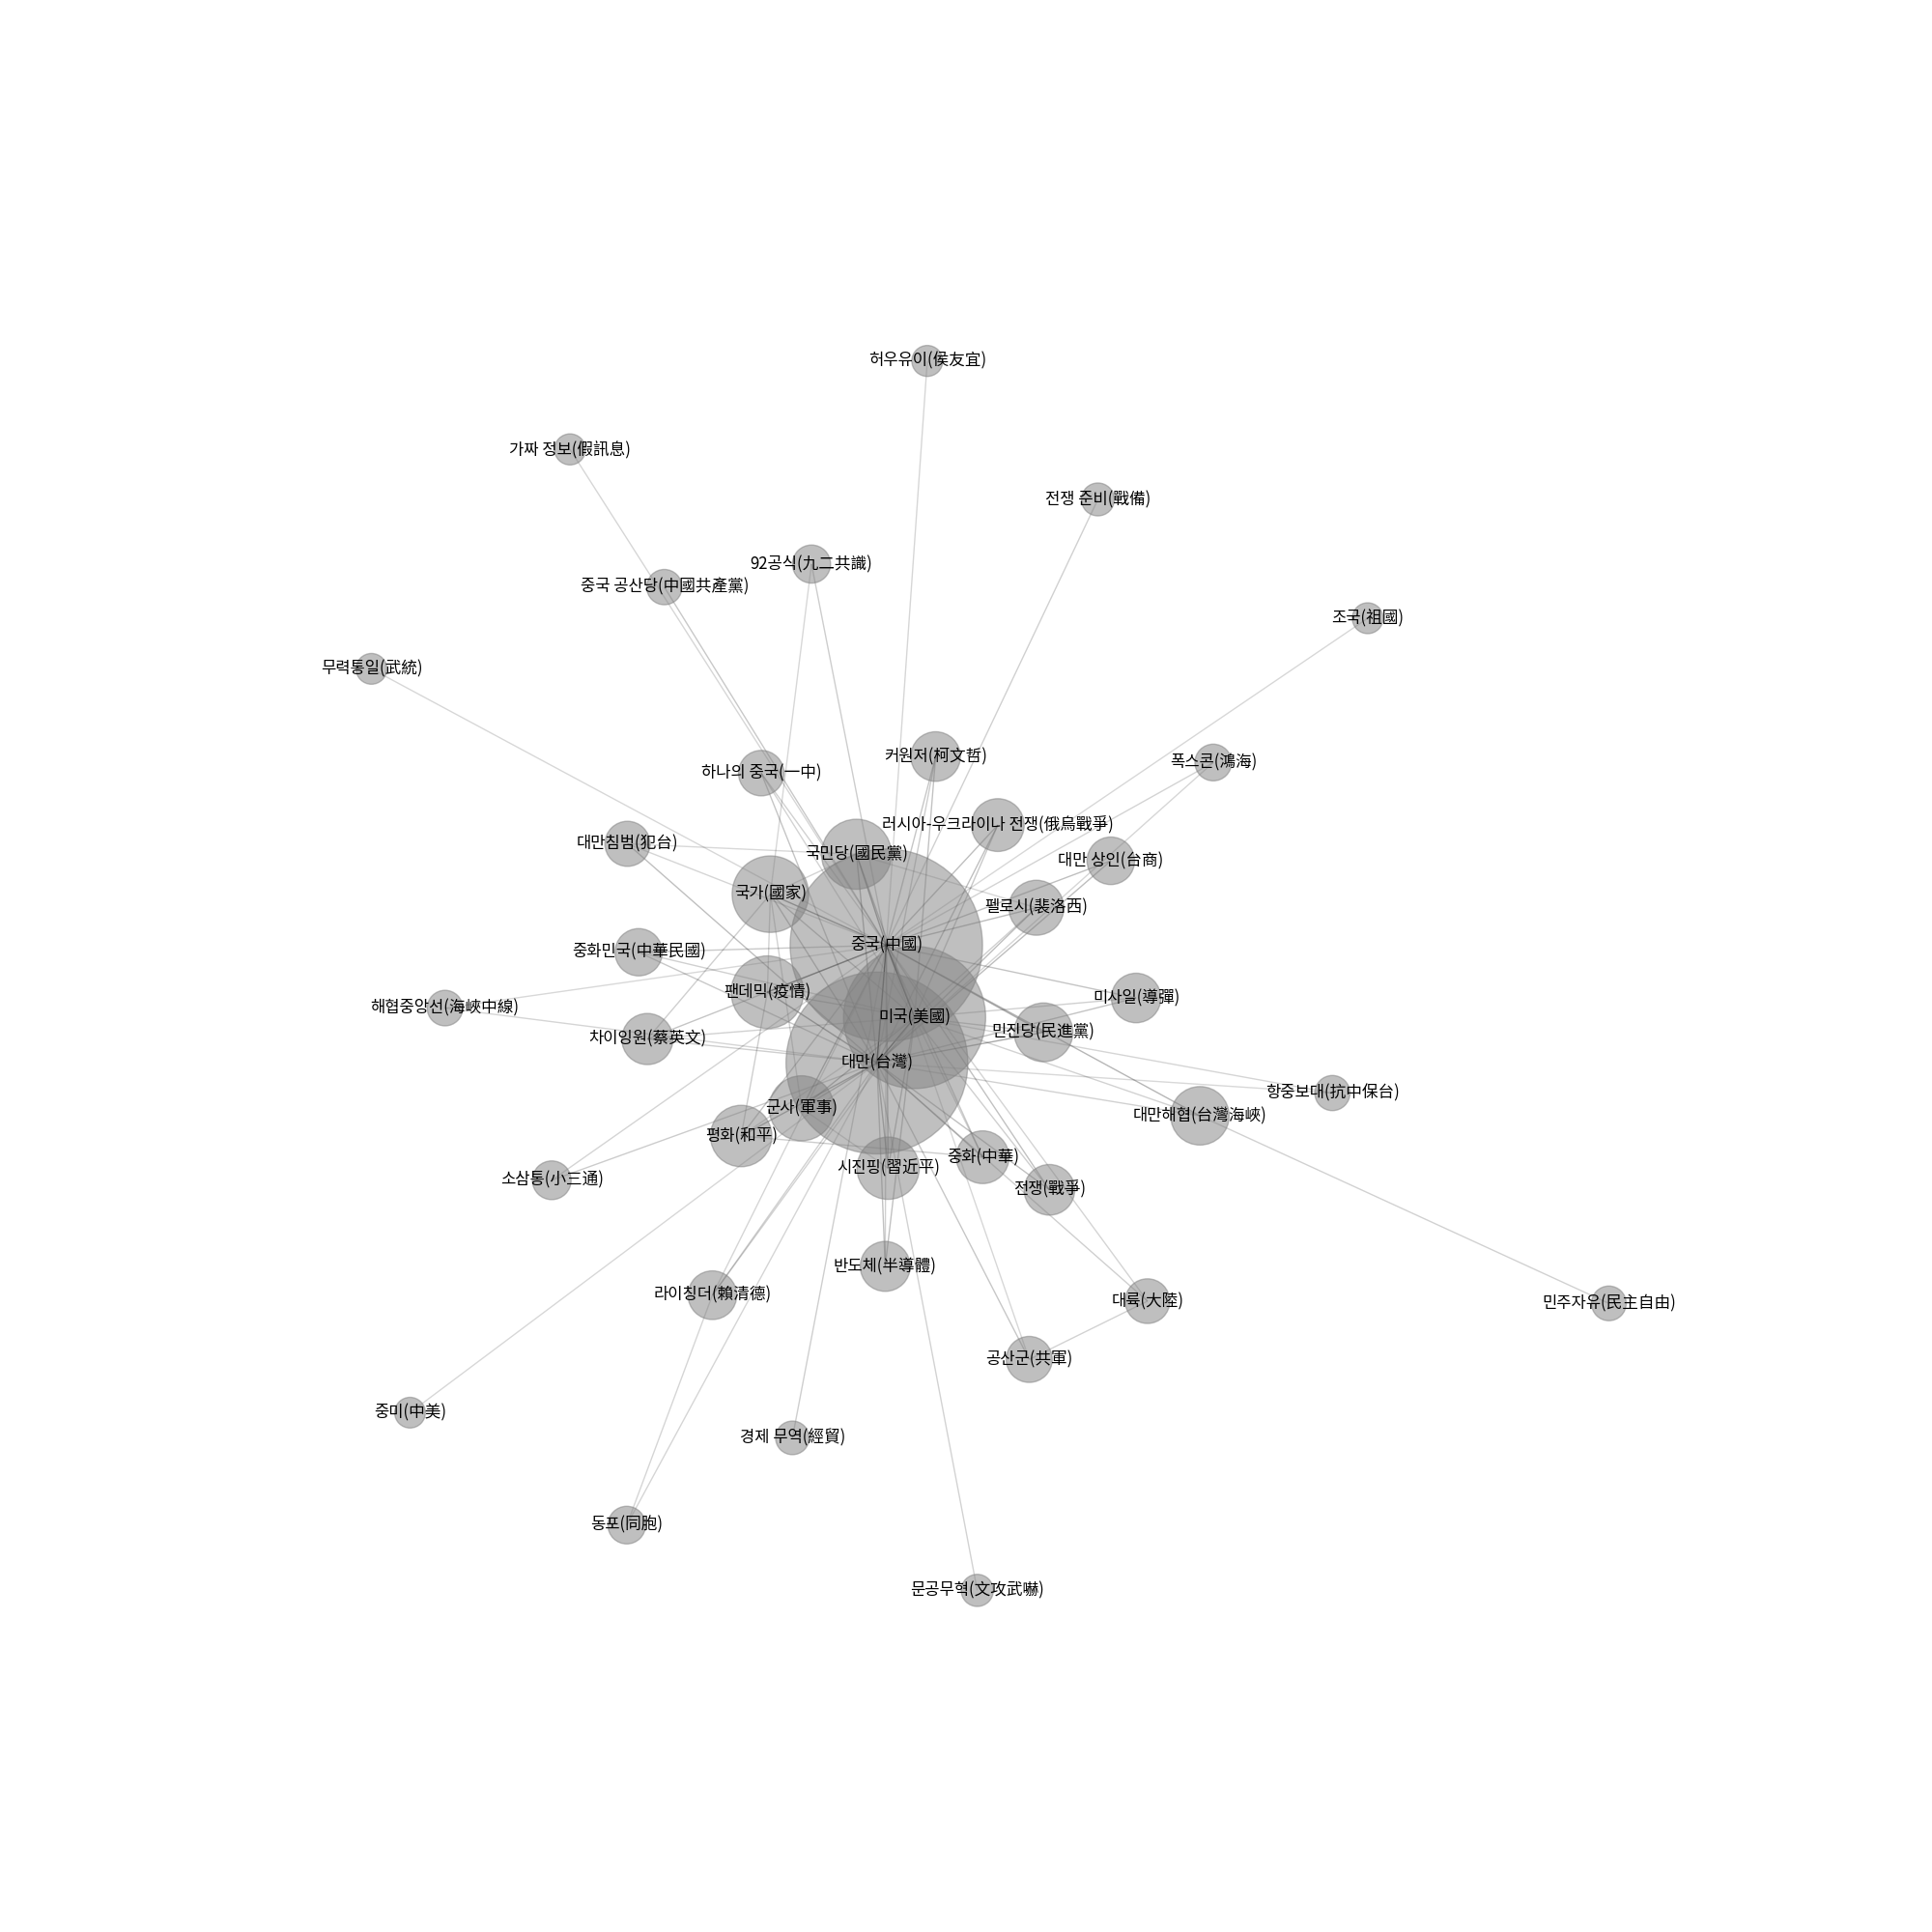 허우유이(侯友宜)
가짜 정보(假訊息)
전쟁 준비(戰備)
92공식(九二共識)
중국 공산당(中國共產黨)
조국(祖國)
무력통일(武統)
커원저(柯文哲)
폭스콘(鴻海)
하나의 중국(一中)
러시아-우크라이나 전쟁(俄烏戰爭)
대만침범(犯台)
국민당(國民黨)
대만 상인(台商)
국가(國家)
펠로시(裴洛西)
중국(中國)
중화민국(中華民國)
팬데믹(疫情)
미사일(導彈)
해협중앙선(海峽中線)
미국(美國)
민진당(民進黨)
차이잉원(蔡英文)
대만(台灣)
항중보대(抗中保台)
군사(軍事)
대만해협(台灣海峽)
평화(和平)
중화(中華)
시진핑(習近平)
소삼통(小三通)
전쟁(戰爭)
반도체(半導體)
라이칭더(賴清德)
대륙(大陸)
민주자유(民主自由)
공산군(共軍)
중미(中美)
경제 무역(經貿)
동포(同胞)
문공무혁(文攻武嚇)